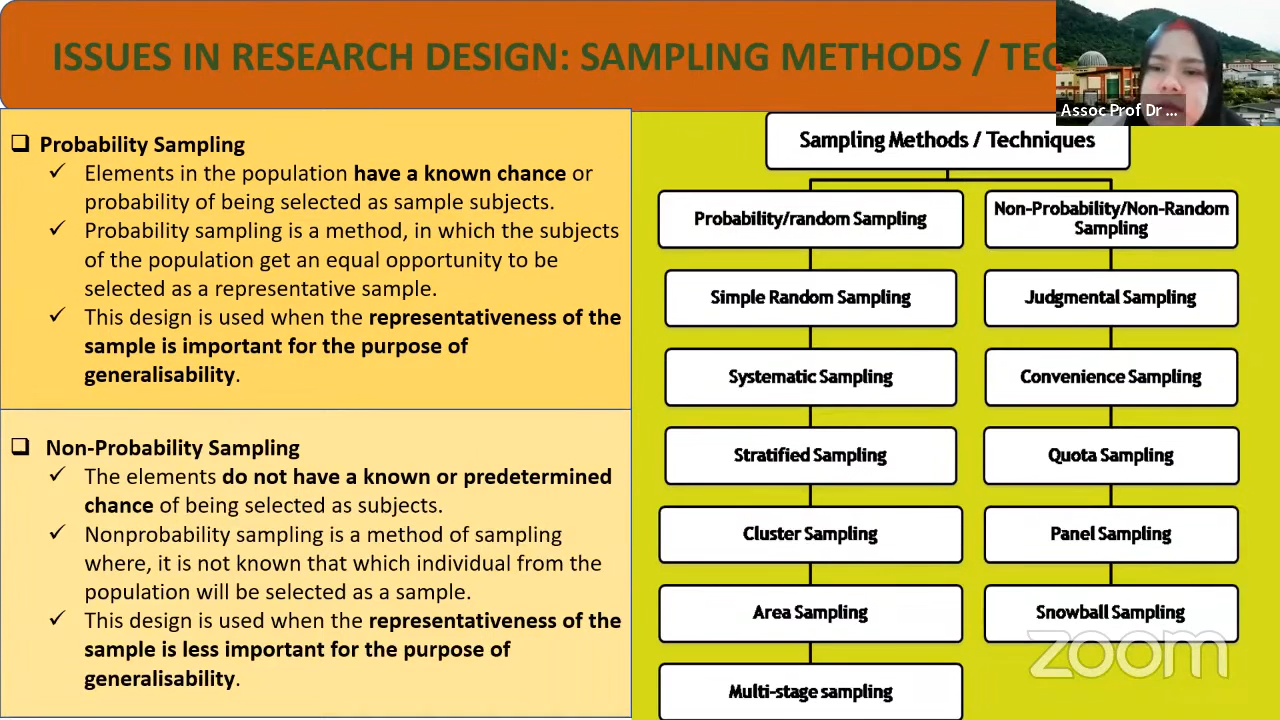 ISSUES IN RESEARCH DESIGN: SAMPLING METHODS / TEC
Assoc Prof Dr ...
❑ Probability Sampling
✓ Elements in the population have a known chance or
probability of being selected as sample subjects.
✓ Probability sampling is a method, in which the subjects
of the population get an equal opportunity to be
selected as a representative sample.
✓ This design is used when the representativeness of the
sample is important for the purpose of
generalisability.
❑ Non-Probability Sampling
✓ The elements do not have a known or predetermined
chance of being selected as subjects.
✓ Nonprobability sampling is a method of sampling
where, it is not known that which individual from the
population will be selected as a sample.
✓ This design is used when the representativeness of the
sample is less important for the purpose of
generalisability.
Sampling Methods / Techniques
Probability/random Sampling
Simple Random Sampling
Systematic Sampling
Stratified Sampling
Cluster Sampling
Area Sampling
Multi-stage sampling
Non-Probability/Non-Random
Sampling
Judgmental Sampling
Convenience Sampling
Quota Sampling
Panel Sampling
Snowball Sampling
zoom